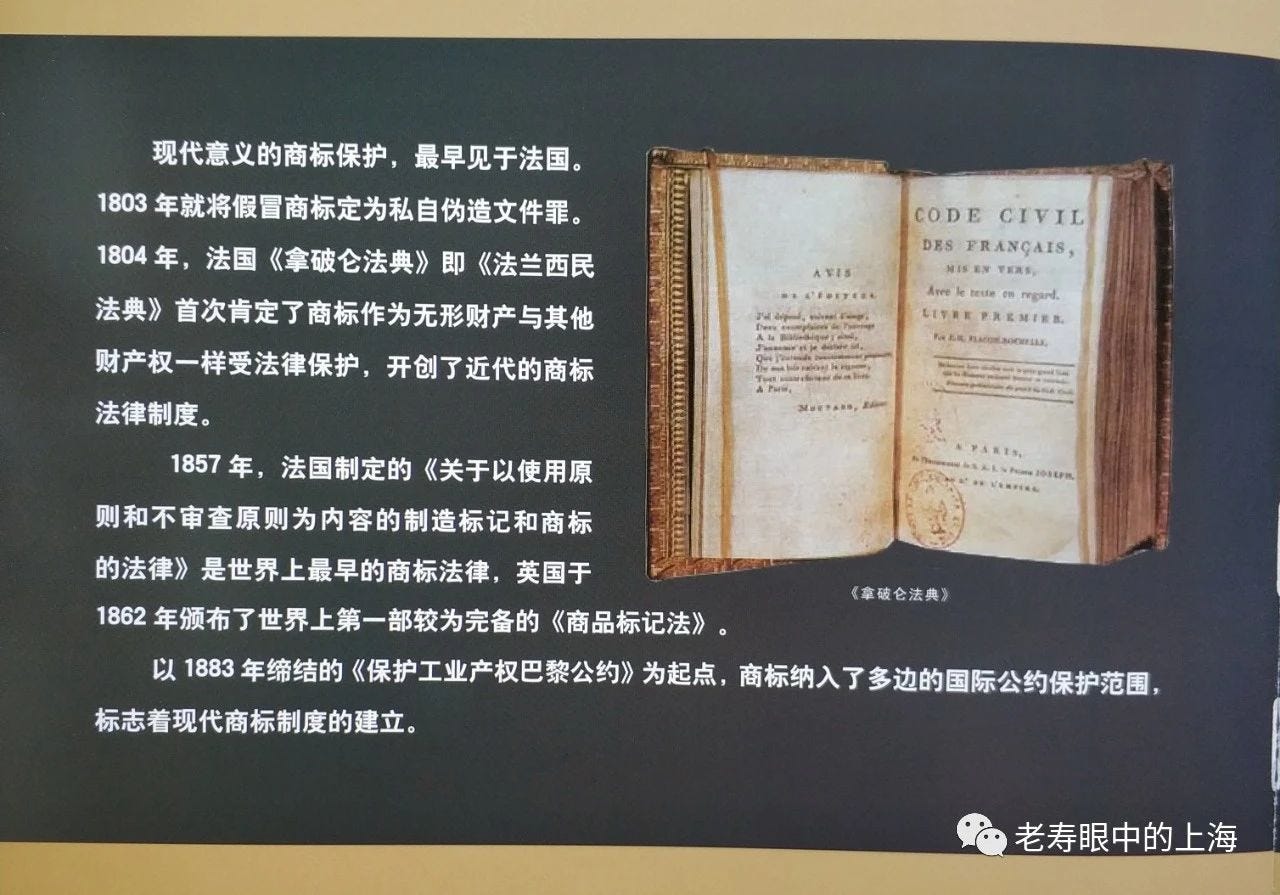 现代意义的商标保护，最早见于法国。
1803 年就将假冒商标定为私自伪造文件罪。
1804 年，法国《拿破仑法典》即《法兰西民
法典》首次肯定了商标作为无形财产与其他
财产权一样受法律保护，开创了近代的商标
法律制度。
1857 年，法国制定的《关于以使用原
则和不审查原则为内容的制造标记和商标
的法律》是世界上最早的商标法律，英国于
1862 年颁布了世界上第一部较为完备的《商品标记法》。
以 1883 年缔结的《保护工业产权巴黎公约》为起点，商标纳入了多边的国际公约保护范围，
标志着现代商标制度的建立。
AVIS
DE L'ÉDITEUR.
A la Bibliothèque; ainsi,
A Paris,
CODE CIVIL
DES FRANÇAIS,
MIS EN VERS,
Avec le texte en regard.
LIVRE PREMIER.
A PARIS,
《拿破仑法典》
老寿眼中的上海